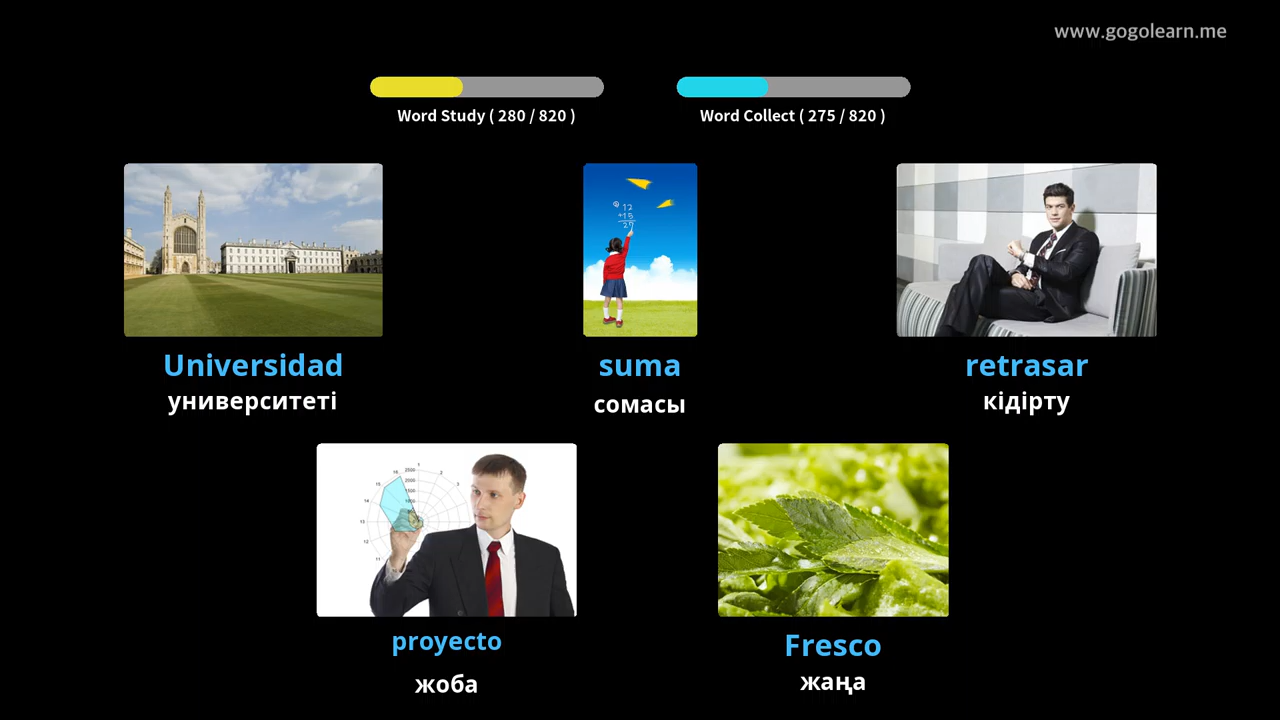 www.gogolearn.me
Word Study ( 280 / 820 )
Word Collect ( 275 / 820 )
Universidad
университеті
suma
сомасы
retrasar
кідірту
proyecto
жоба
Fresco
жаңа